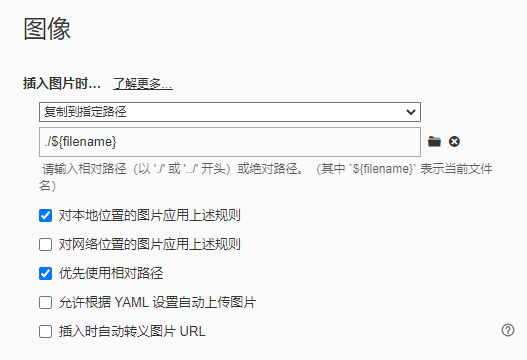 图像
插入图片时... 了解更多...
复制到指定路径
./${filename}
请输入相对路径（以 './' 或 '../' 开头）或绝对路径。（其中 `${filename}` 表示当前文件
名）
对本地位置的图片应用上述规则
对网络位置的图片应用上述规则
优先使用相对路径
允许根据 YAML 设置自动上传图片
插入时自动转义图片 URL